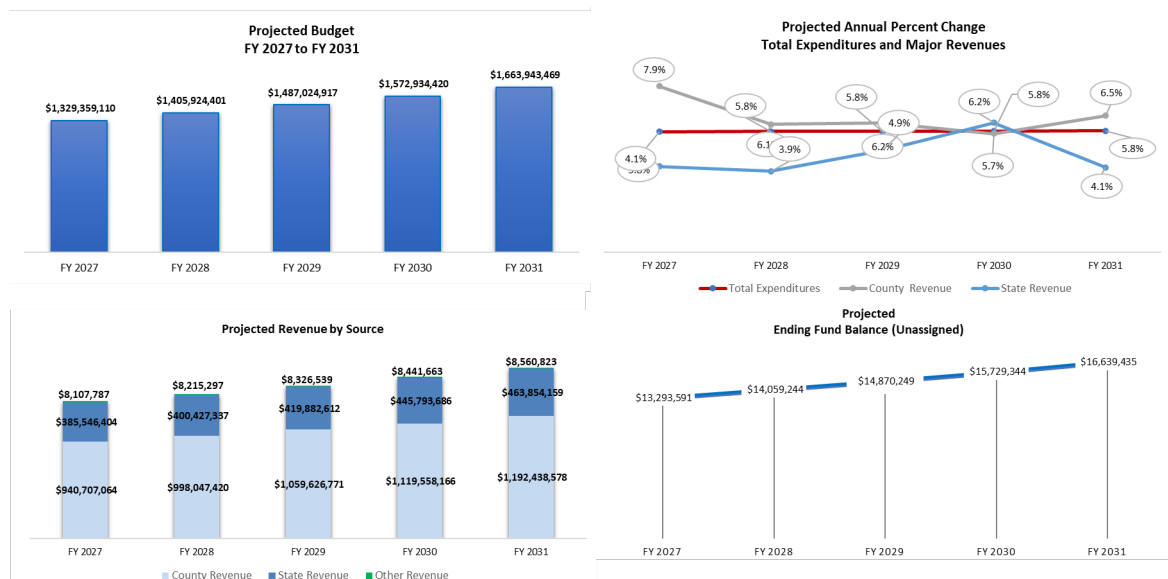 Projected Budget
FY 2027 to FY 2031
$1,329,359,110
$1,405,924,401
$1,487,024,917
$1,572,934,420
$1,663,943,469
FY 2027
FY 2028
FY 2029
FY 2030
FY 2031
Projected Annual Percent Change
Total Expenditures and Major Revenues
7.9%
5.8%
5.8%
4.9%
6.2%
5.8%
6.5%
4.1%
3.9%
6.2%
5.7%
5.8%
4.1%
FY 2027
FY 2028
FY 2029
FY 2030
FY 2031
Total Expenditures
County Revenue
State Revenue
Projected Revenue by Source
$8,107,787
$8,215,297
$8,326,539
$8,441,663
$8,560,823
$385,546,404
$400,427,337
$419,882,612
$445,793,686
$463,854,159
$940,707,064
$998,047,420
$1,059,626,771
$1,119,558,166
$1,192,438,578
FY 2027
FY 2028
FY 2029
FY 2030
FY 2031
County Revenue
State Revenue
Other Revenue
Projected
Ending Fund Balance (Unassigned)
$13,293,591
$14,059,244
$14,870,249
$15,729,344
$16,639,435
FY 2027
FY 2028
FY 2029
FY 2030
FY 2031